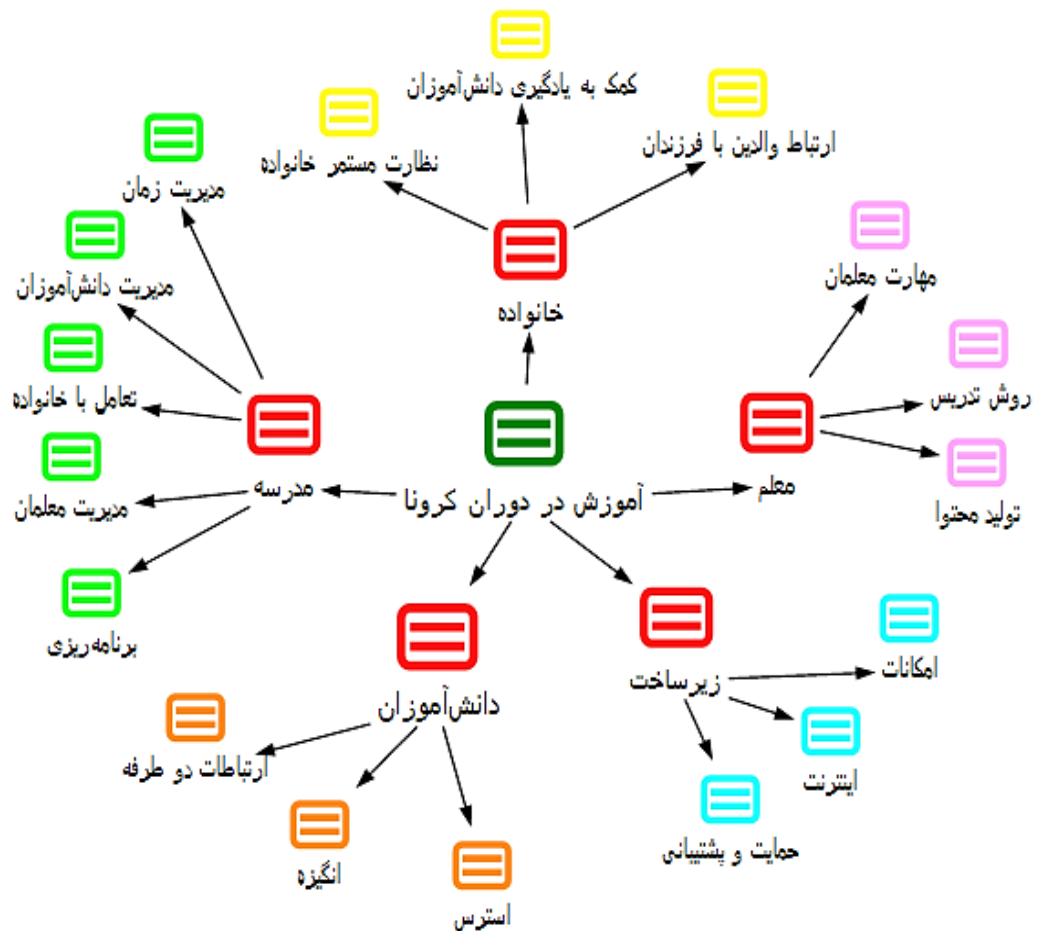 کمک به یادگیری دانش‌آموزان
ارتباط والدین با فرزندان
نظارت مستمر خانواده
خانواده
مدیریت زمان
مدیریت دانش‌آموزان
تعامل با خانواده
مدیریت معلمان
برنامه‌ریزی
مدرسه
آموزش در دوران کرونا
معلم
مهارت معلمان
روش تدریس
تولید محتوا
زیرساخت
امکانات
اینترنت
حمایت و پشتیبانی
دانش‌آموزان
ارتباطات دو طرفه
انگیزه
استرس